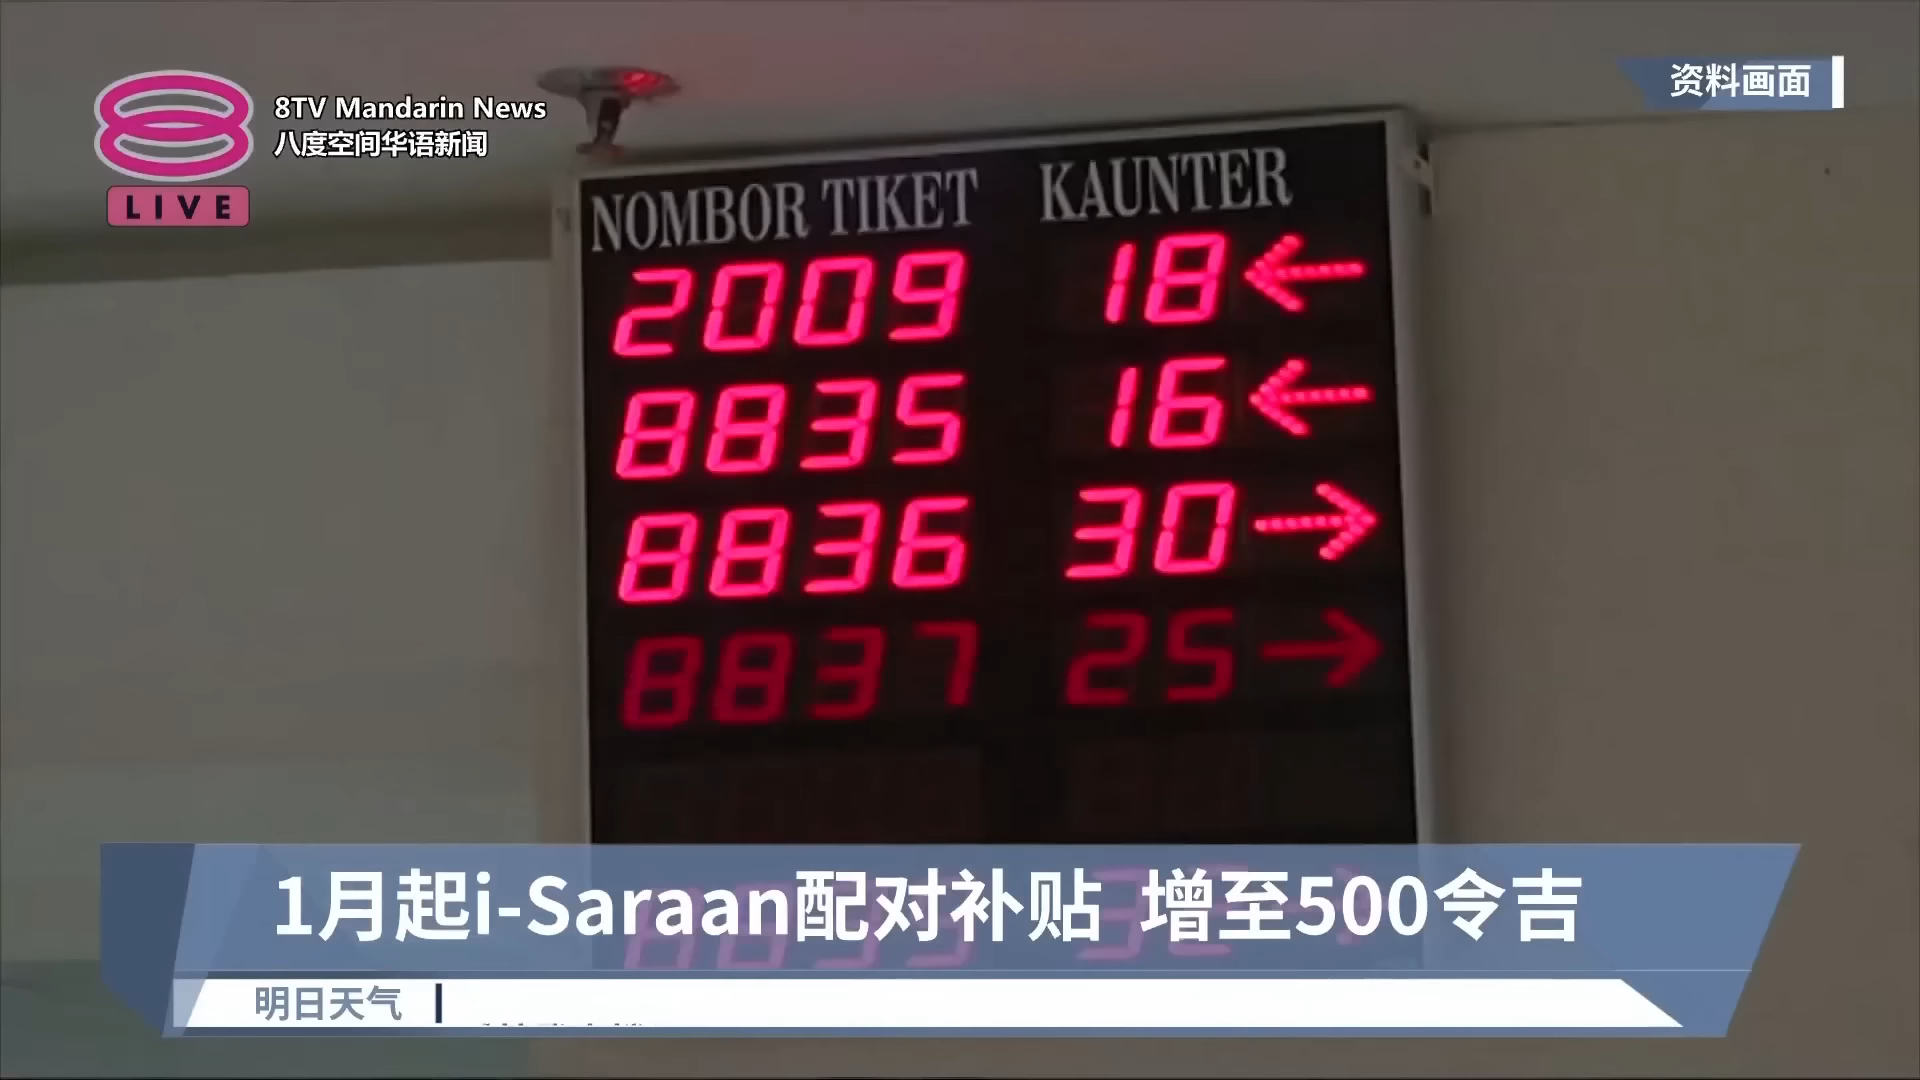 8TV Mandarin News
八度空间华语新闻
LIVE
资料画面
NOMBOR TIKET KAUNTER
2009 18 ←
8835 16 ←
8836 30 →
8837 25 →
1月起i-Saraan配对补贴 增至500令吉
明日天气